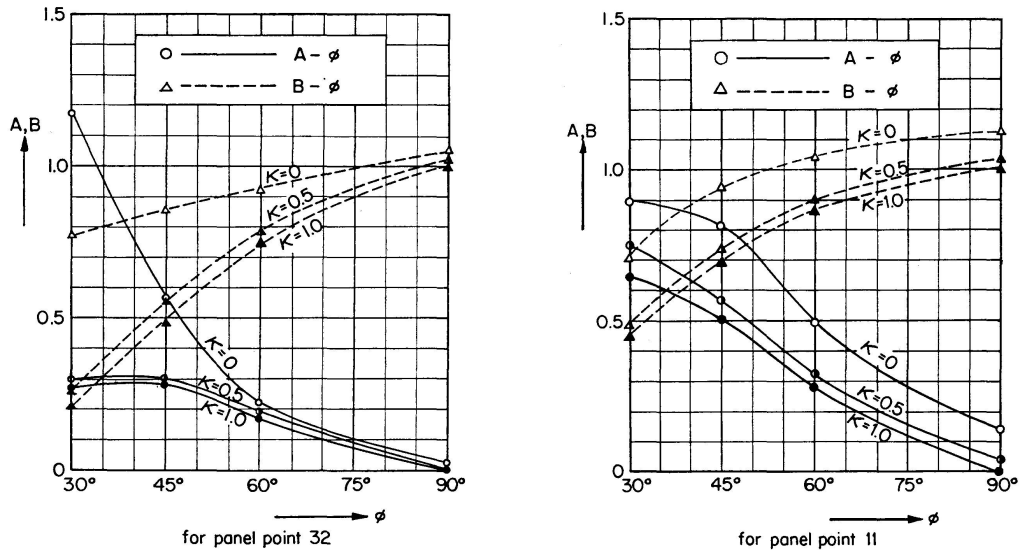 1.5
A - φ
B - φ
A,B
1.0
0.5
0
K=0
K=0.5
K=1.0
K=0
K=0.5
K=1.0
30° 45° 60° 75° 90°
φ
for panel point 32
1.5
A - φ
B - φ
A,B
1.0
0.5
0
K=0
K=0.5
K=1.0
K=0
K=0.5
K=1.0
30° 45° 60° 75° 90°
φ
for panel point 11